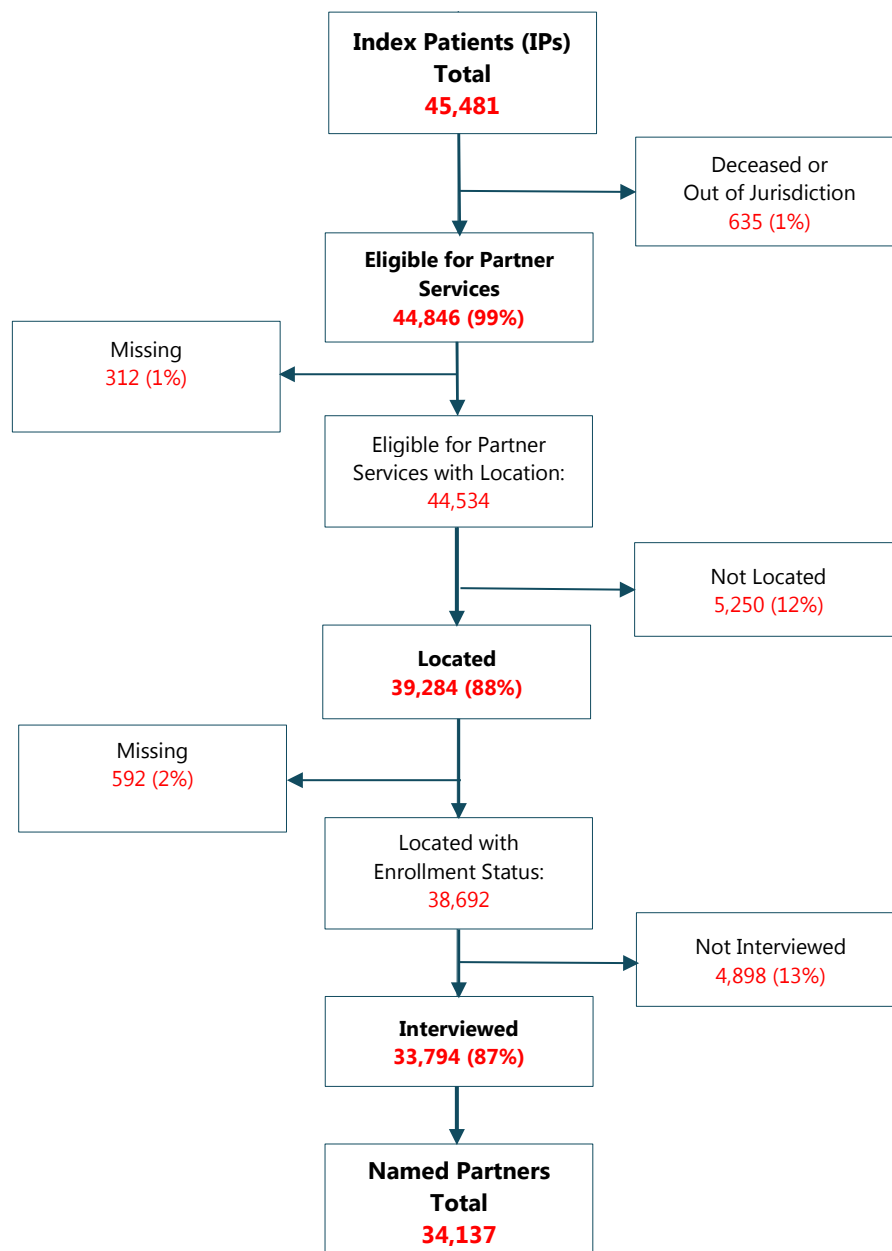 Index Patients (IPs)
Total
45,481
Deceased or
Out of Jurisdiction
635 (1%)
Eligible for Partner
Services
44,846 (99%)
Missing
312 (1%)
Eligible for Partner
Services with Location:
44,534
Not Located
5,250 (12%)
Located
39,284 (88%)
Missing
592 (2%)
Located with
Enrollment Status:
38,692
Not Interviewed
4,898 (13%)
Interviewed
33,794 (87%)
Named Partners
Total
34,137